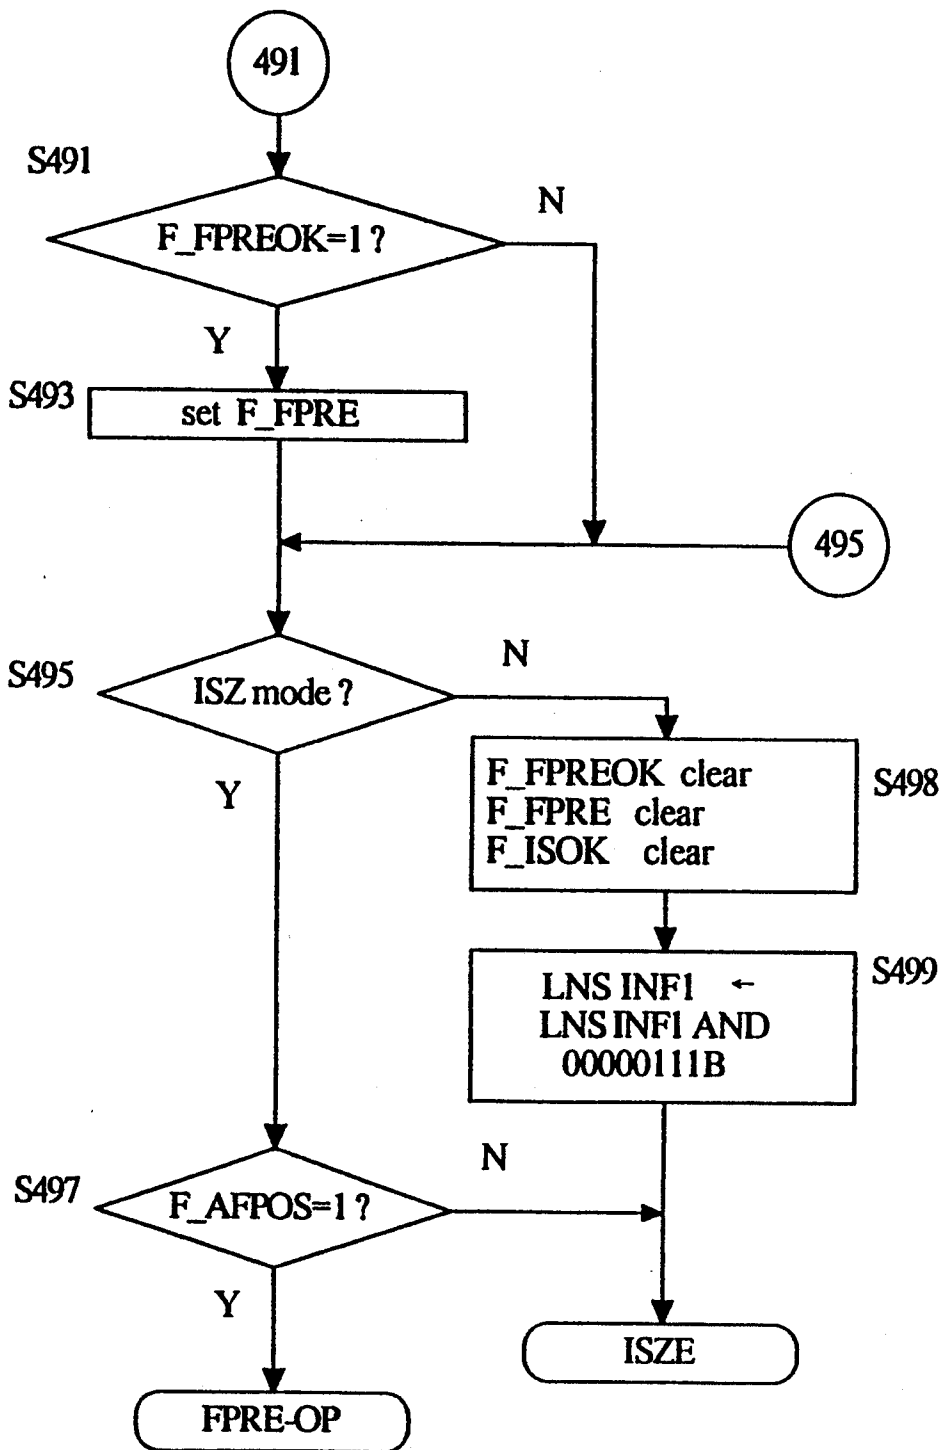 491
S491
N
F_FPREOK=1 ?
Y
S493
set F_FPRE
495
S495
N
ISZ mode ?
Y
F_FPREOK clear
F_FPRE clear
F_ISOK clear
S498
LNS INF1 ←
LNS INF1 AND
00000111B
S499
S497
N
F_AFPOS=1 ?
Y
ISZE
FPRE-OP